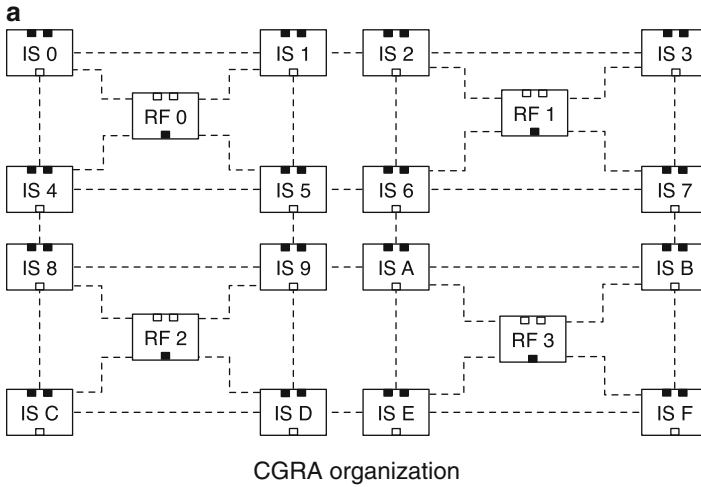 a
IS 0 IS 1 IS 2 IS 3
RF 0 RF 1
IS 4 IS 5 IS 6 IS 7
IS 8 IS 9 IS A IS B
RF 2 RF 3
IS C IS D IS E IS F
CGRA organization